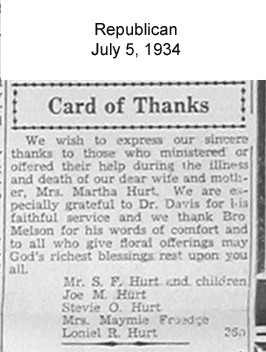 Republican
July 5, 1934
Card of Thanks
We wish to express our sincere
thanks to those who ministered or
offered their help during the illness
and death of our dear wife and moth-
er, Mrs. Martha Hurt. We are es-
pecially grateful to Dr. Davis for his
faithful service and we thank Bro
Melson for his words of comfort and
to all who give floral offerings may
God's richest blessings rest upon you
all.
Mr. S. F. Hurt and children
Joe M. Hurt
Stevie O. Hurt
Mrs. Maymie Froedge
Loniel R. Hurt 26p